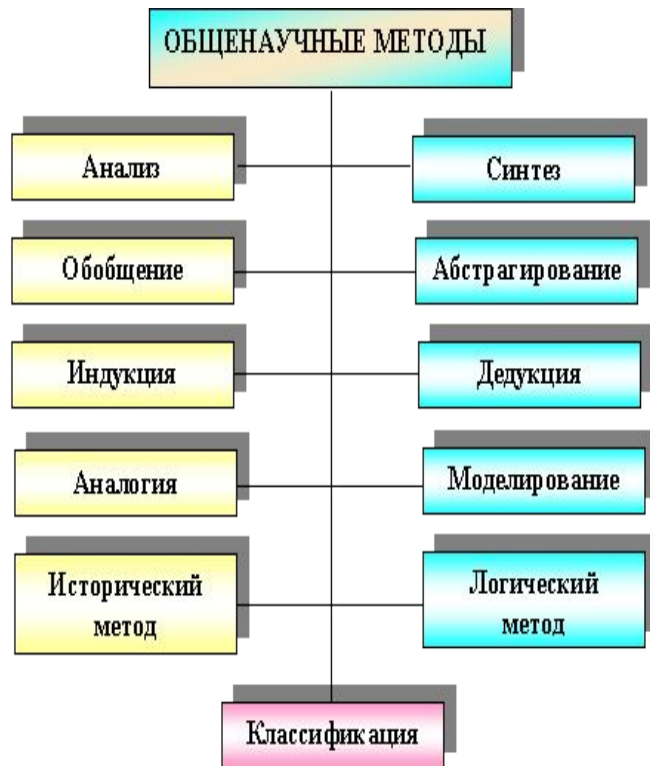 ОБЩЕНАУЧНЫЕ МЕТОДЫ
Анализ
Синтез
Обобщение
Абстрагирование
Индукция
Дедукция
Аналогия
Моделирование
Исторический
метод
Логический
метод
Классификация